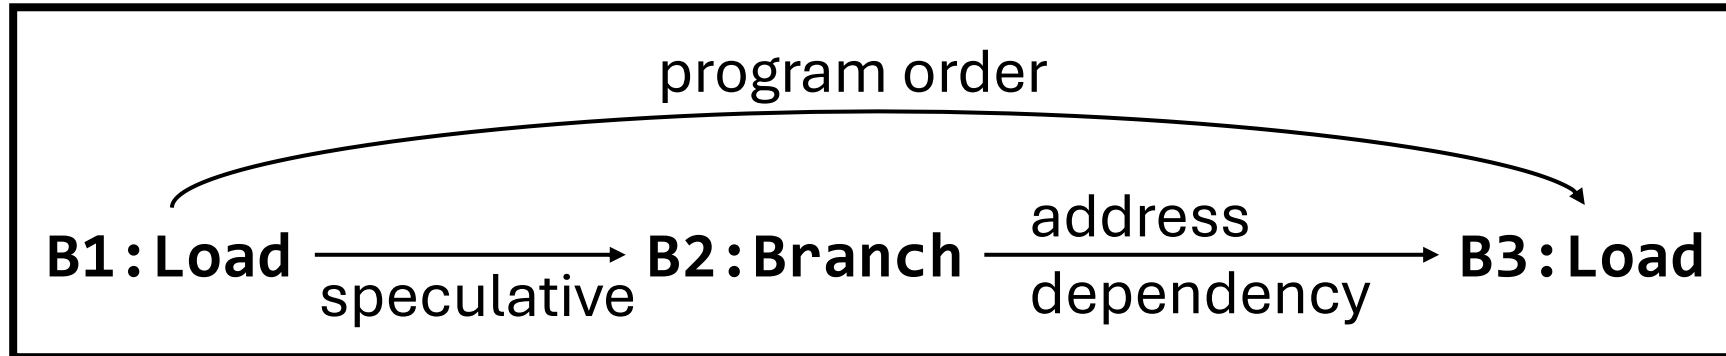 program order
B1:Load
speculative
B2:Branch
address
dependency
B3:Load